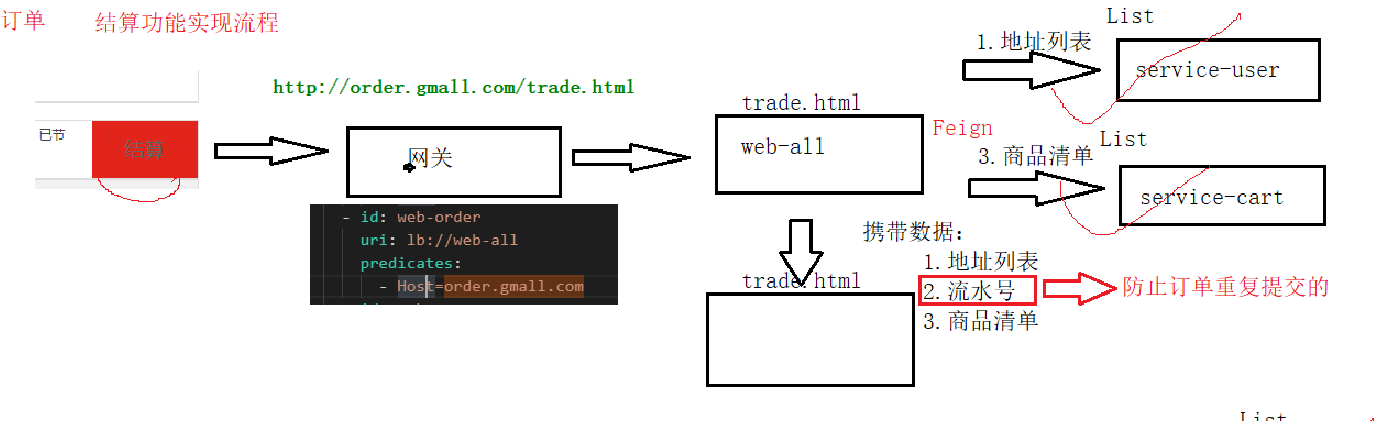 订单 结算功能实现流程
http://order.gmall.com/trade.html
已节
结算
网关
- id: web-order
uri: lb://web-all
predicates:
- Host=order.gmall.com
trade.html
web-all
Feign
1.地址列表
List
service-user
3.商品清单
List
service-cart
trade.html
携带数据:
1.地址列表
2.流水号
3.商品清单
防止订单重复提交的
List